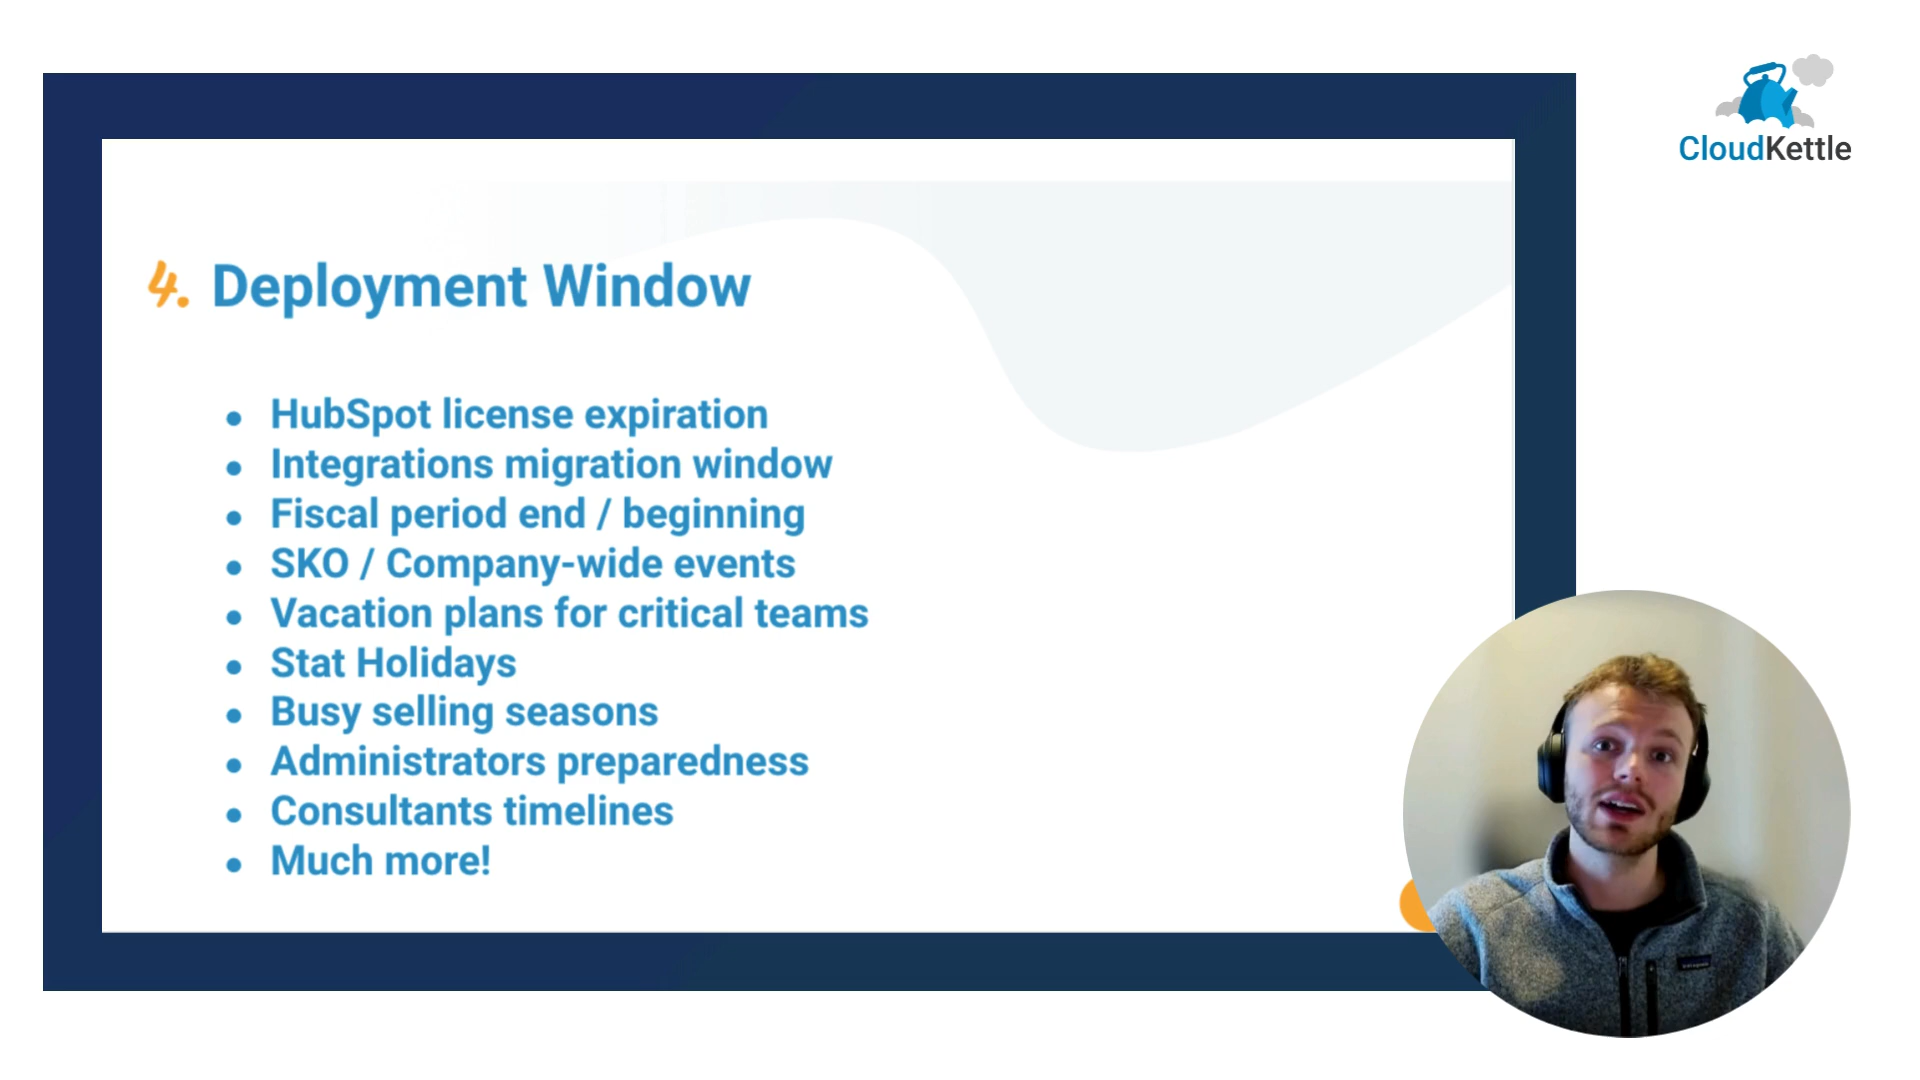 CloudKettle
4. Deployment Window
• HubSpot license expiration
• Integrations migration window
• Fiscal period end / beginning
• SKO / Company-wide events
• Vacation plans for critical teams
• Stat Holidays
• Busy selling seasons
• Administrators preparedness
• Consultants timelines
• Much more!